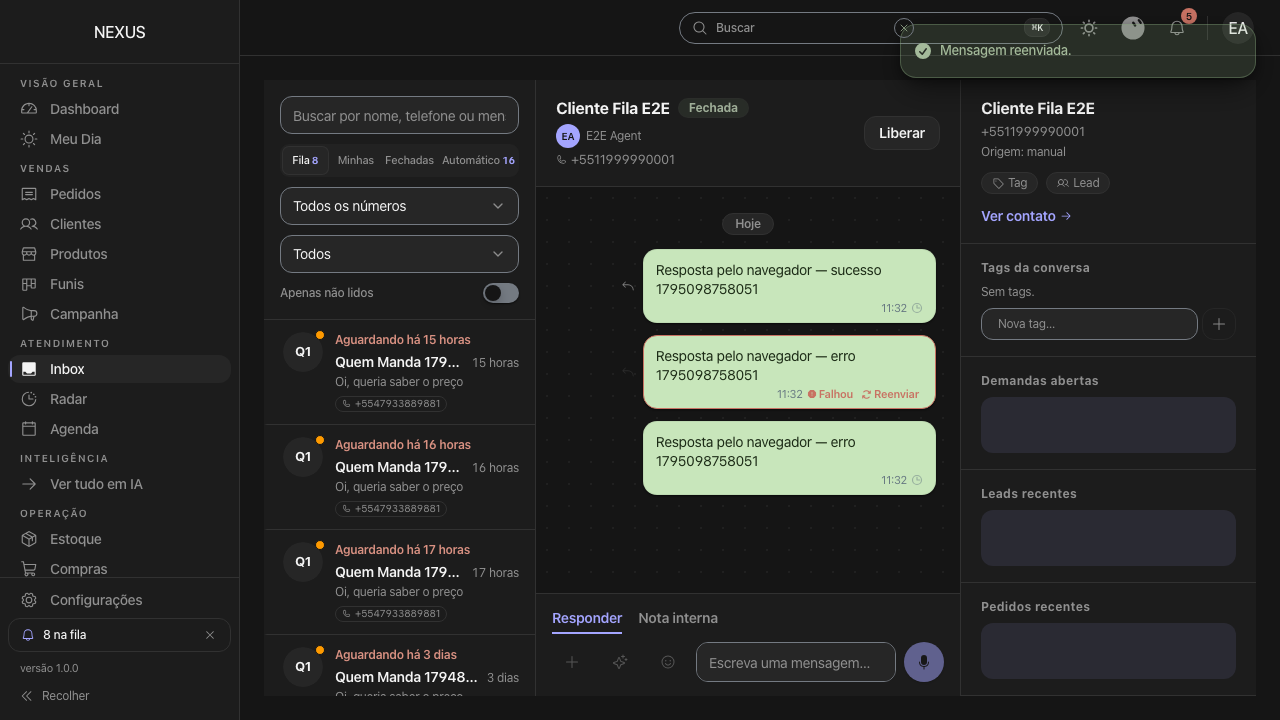 NEXUS
VISÃO GERAL
Dashboard
Meu Dia
VENDAS
Pedidos
Clientes
Produtos
Funis
Campanha
ATENDIMENTO
Inbox
Radar
Agenda
INTELIGÊNCIA
Ver tudo em IA
OPERAÇÃO
Estoque
Compras
Configurações
8 na fila
versão 1.0.0
Recolher
Buscar
⌘K
5
EA
Mensagem reenviada.
Buscar por nome, telefone ou men
Fila 8
Minhas
Fechadas
Automático 16
Todos os números
Todos
Apenas não lidos
Q1
Aguardando há 15 horas
Quem Manda 179... 15 horas
Oi, queria saber o preço
+5547933889881
Q1
Aguardando há 16 horas
Quem Manda 179... 16 horas
Oi, queria saber o preço
+5547933889881
Q1
Aguardando há 17 horas
Quem Manda 179... 17 horas
Oi, queria saber o preço
+5547933889881
Q1
Aguardando há 3 dias
Quem Manda 17948... 3 dias
Oi, queria saber o preço
Cliente Fila E2E Fechada
EA E2E Agent
+5511999990001
Liberar
Hoje
Resposta pelo navegador — sucesso
1795098758051
11:32
Resposta pelo navegador — erro
1795098758051
11:32 Falhou Reenviar
Resposta pelo navegador — erro
1795098758051
11:32
Responder Nota interna
Escreva uma mensagem...
Cliente Fila E2E
+5511999990001
Origem: manual
Tag Lead
Ver contato →
Tags da conversa
Sem tags.
Nova tag...
Demandas abertas
Leads recentes
Pedidos recentes